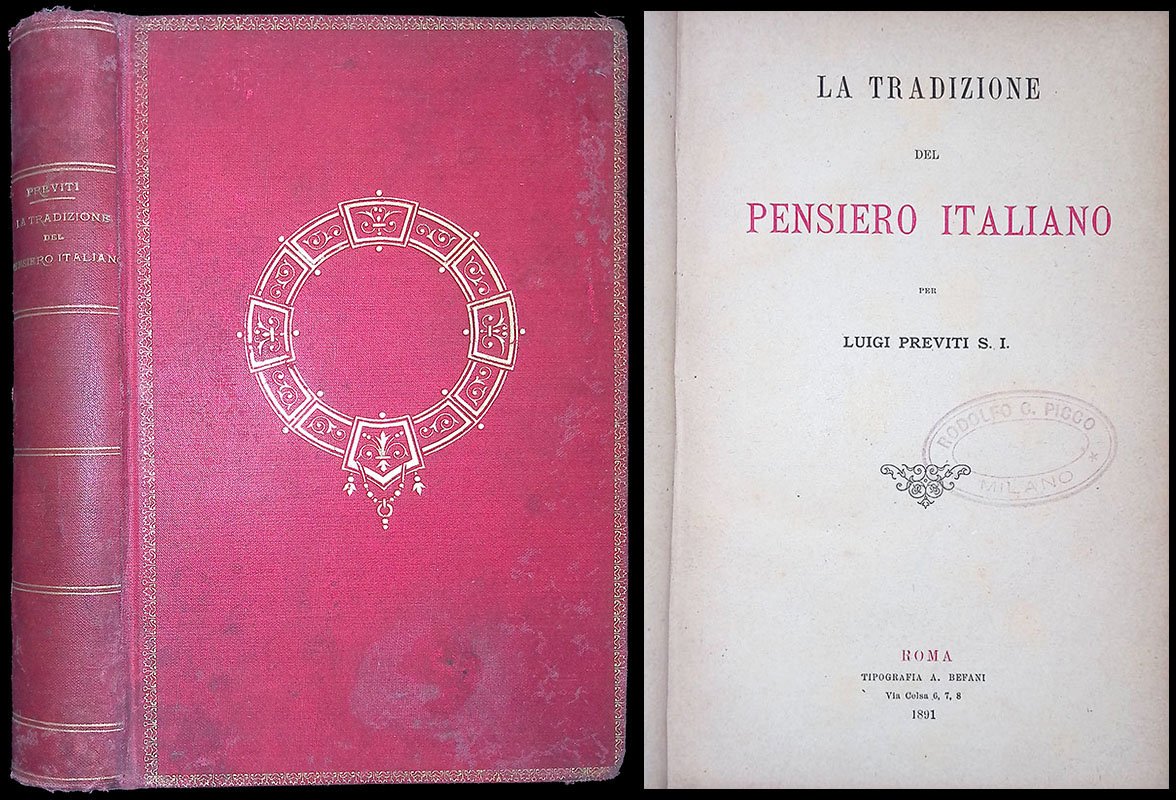 PREVITI
LA TRADIZIONE
DEL
PENSIERO ITALIANO
LA TRADIZIONE
DEL
PENSIERO ITALIANO
PER
LUIGI PREVITI S. I.
RODOLFO C. PICCO
MILANO
ROMA
TIPOGRAFIA A. BEFANI
Via Celsa 6, 7, 8
1891